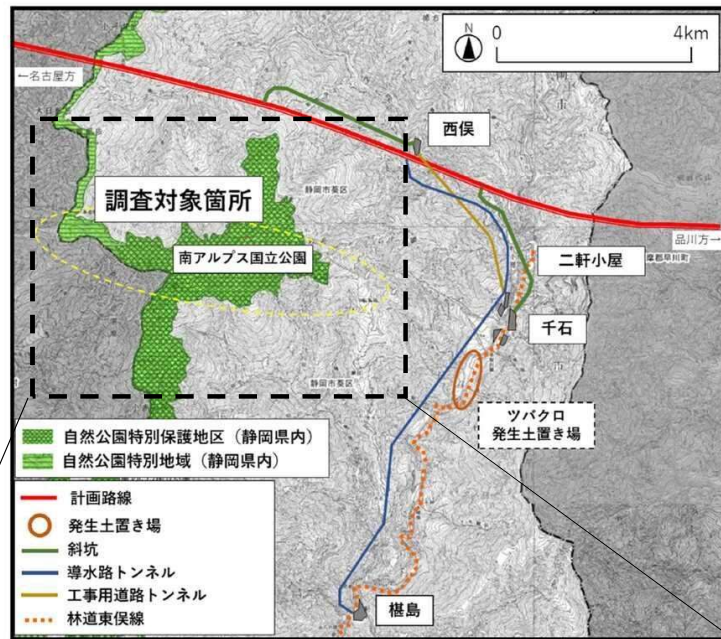 N
0 4km
←名古屋方
西俣
静岡市葵区
調査対象箇所
品川方→
南アルプス国立公園
二軒小屋
千石
静岡市葵区
ツバクロ
発生土置き場
自然公園特別保護地区（静岡県内）
自然公園特別地域（静岡県内）
計画路線
発生土置き場
斜坑
導水路トンネル
工事用道路トンネル
林道東俣線
椹島